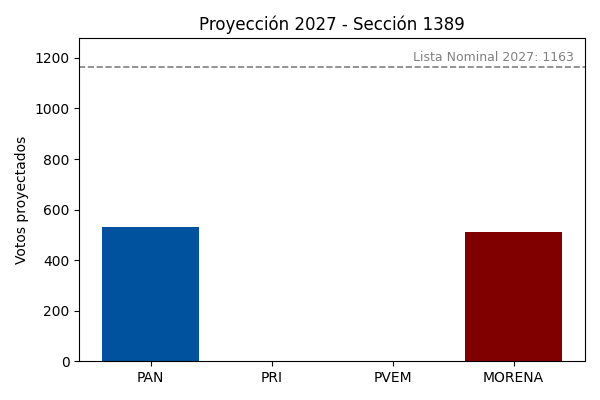 Proyección 2027 - Sección 1389
Lista Nominal 2027: 1163
Votos proyectados
1200
1000
800
600
400
200
0
PAN PRI PVEM MORENA